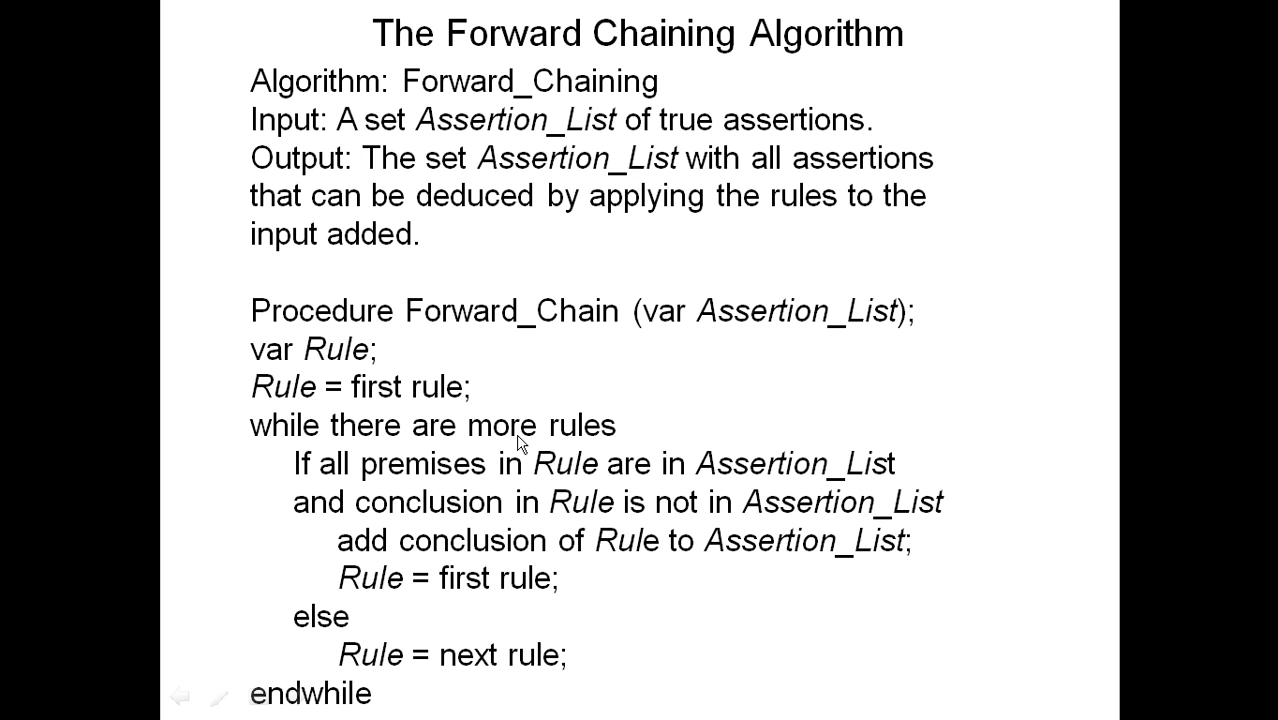 The Forward Chaining Algorithm
Algorithm: Forward_Chaining
Input: A set Assertion_List of true assertions.
Output: The set Assertion_List with all assertions
that can be deduced by applying the rules to the
input added.
Procedure Forward_Chain (var Assertion_List);
var Rule;
Rule = first rule;
while there are more rules
If all premises in Rule are in Assertion_List
and conclusion in Rule is not in Assertion_List
add conclusion of Rule to Assertion_List;
Rule = first rule;
else
Rule = next rule;
endwhile